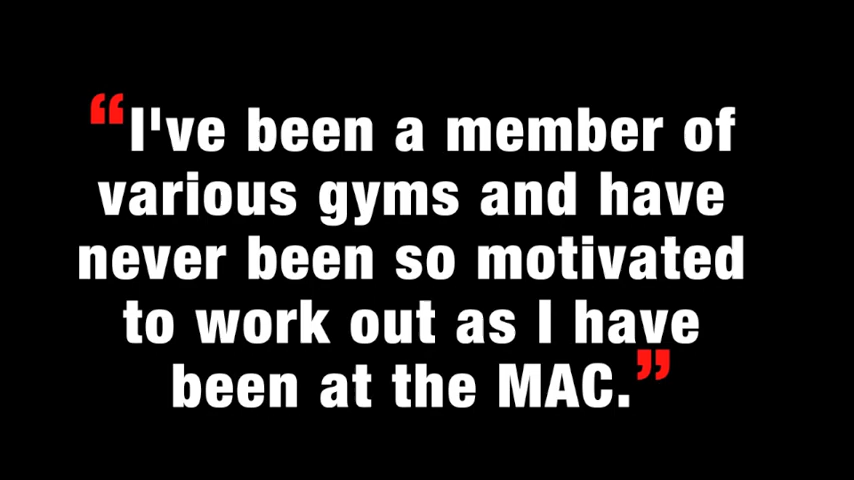 “I've been a member of
various gyms and have
never been so motivated
to work out as I have
been at the MAC.”